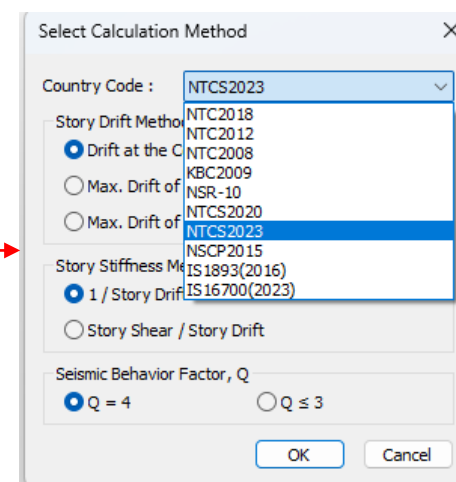 Select Calculation Method
Country Code : NTCS2023
NTC2018
Story Drift Metho
NTC2012
Drift at the C
NTC2008
KBC2009
Max. Drift of
NSR-10
NTCS2020
Max. Drift of
NTCS2023
NSCP2015
Story Stiffness Me
IS1893(2016)
1 / Story Drif
IS16700(2023)
Story Shear / Story Drift
Seismic Behavior Factor, Q
Q = 4
Q ≤ 3
OK
Cancel